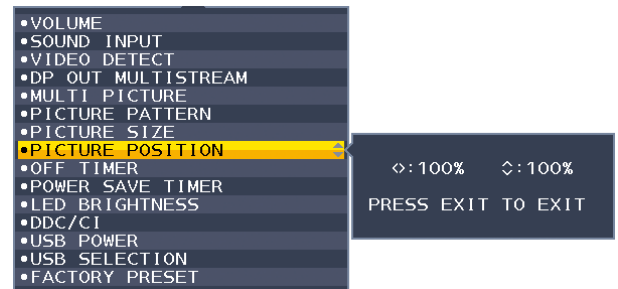 •VOLUME
•SOUND INPUT
•VIDEO DETECT
•DP OUT MULTISTREAM
•MULTI PICTURE
•PICTURE PATTERN
•PICTURE SIZE
•PICTURE POSITION
•OFF TIMER
•POWER SAVE TIMER
•LED BRIGHTNESS
•DDC/CI
•USB POWER
•USB SELECTION
•FACTORY PRESET
:100% :100%
PRESS EXIT TO EXIT